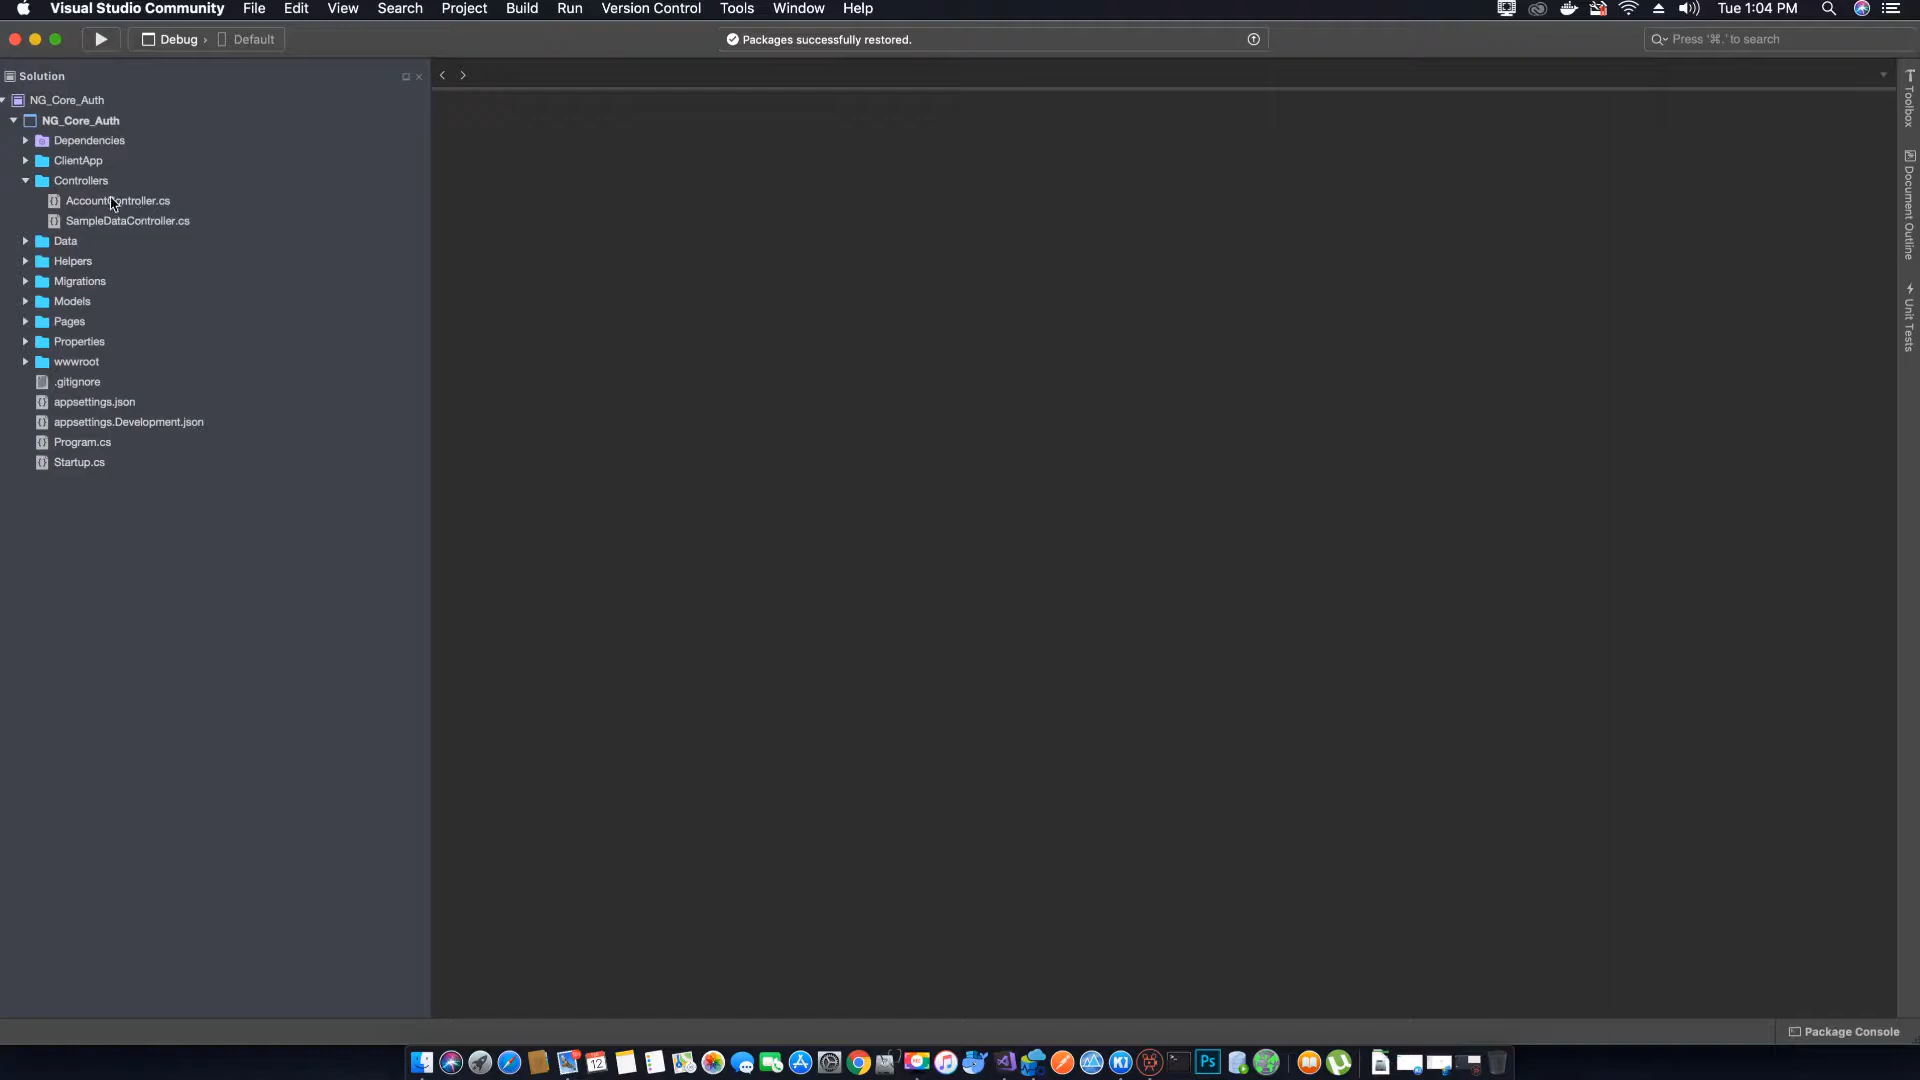 Visual Studio Community File Edit View Search Project Build Run Version Control Tools Window Help Tue 1:04 PM
Debug › Default Packages successfully restored. Press '⌘.' to search
Solution
NG_Core_Auth
NG_Core_Auth
Dependencies
ClientApp
Controllers
AccountController.cs
SampleDataController.cs
Data
Helpers
Migrations
Models
Pages
Properties
wwwroot
.gitignore
appsettings.json
appsettings.Development.json
Program.cs
Startup.cs
Toolbox
Document Outline
Unit Tests
Package Console
12
K1
Ps